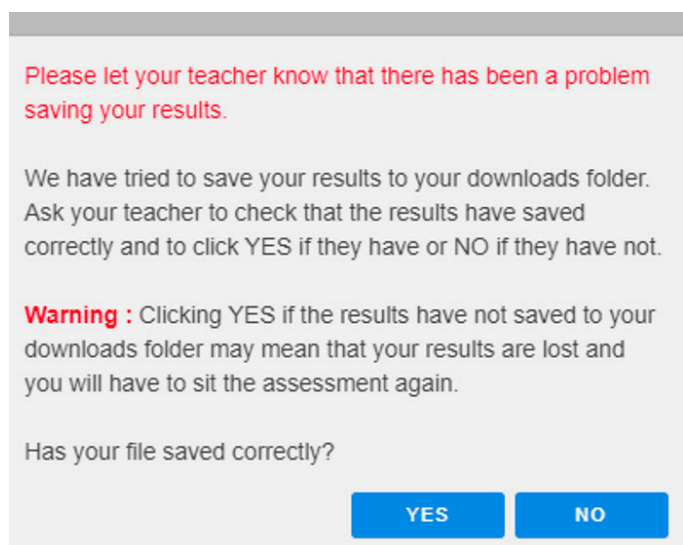 Please let your teacher know that there has been a problem
saving your results.
We have tried to save your results to your downloads folder.
Ask your teacher to check that the results have saved
correctly and to click YES if they have or NO if they have not.
Warning : Clicking YES if the results have not saved to your
downloads folder may mean that your results are lost and
you will have to sit the assessment again.
Has your file saved correctly?
YES NO